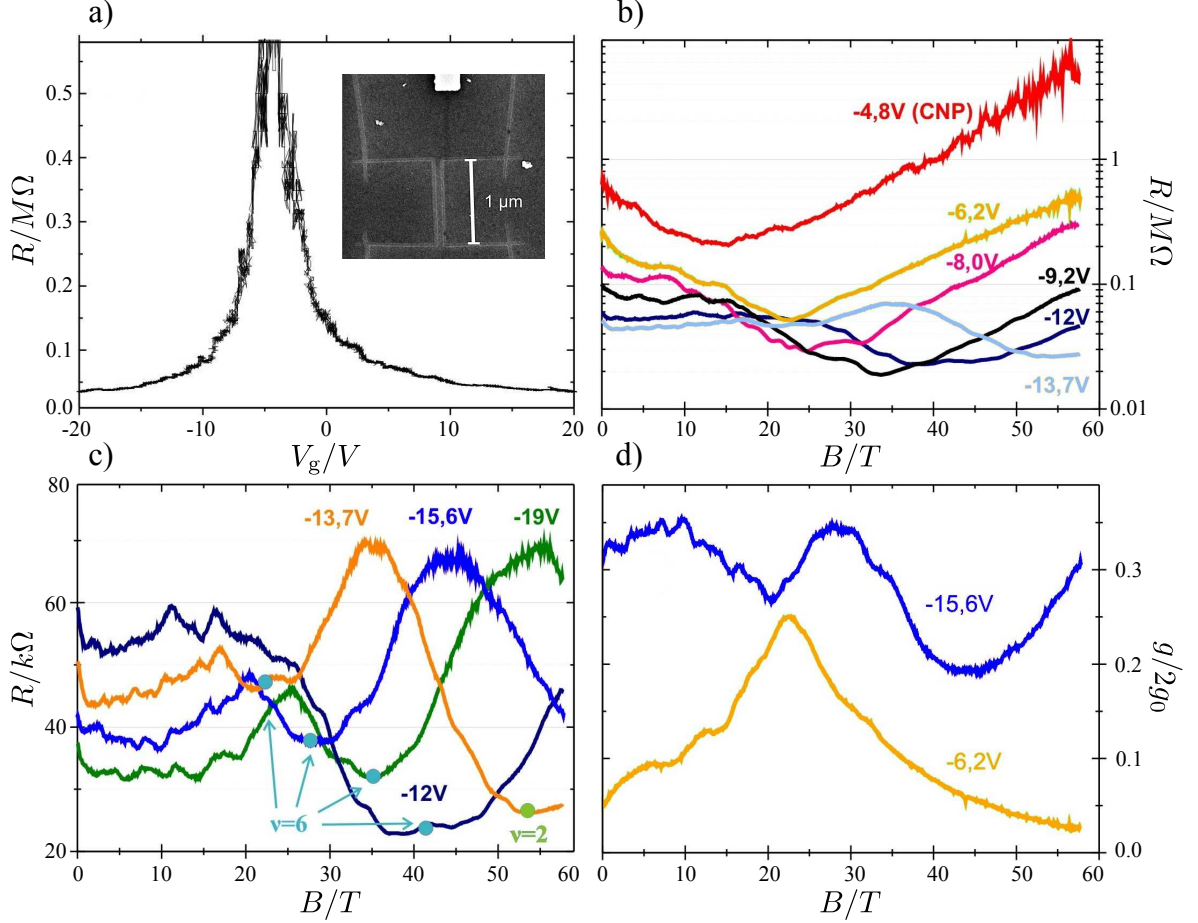 a)
R/MΩ
0.5
0.4
0.3
0.2
0.1
0.0
1 μm
-20
-10
0
10
20
V_g/V
b)
-4,8V (CNP)
-6,2V
-8,0V
-9,2V
-12V
-13,7V
1
0.1
0.01
R/MΩ
0
10
20
30
40
50
60
B/T
c)
80
60
40
20
R/kΩ
-13,7V
-15,6V
-19V
-12V
ν=6
ν=2
0
10
20
30
40
50
60
B/T
d)
-15,6V
-6,2V
0.3
0.2
0.1
0.0
g/2g₀
0
10
20
30
40
50
60
B/T